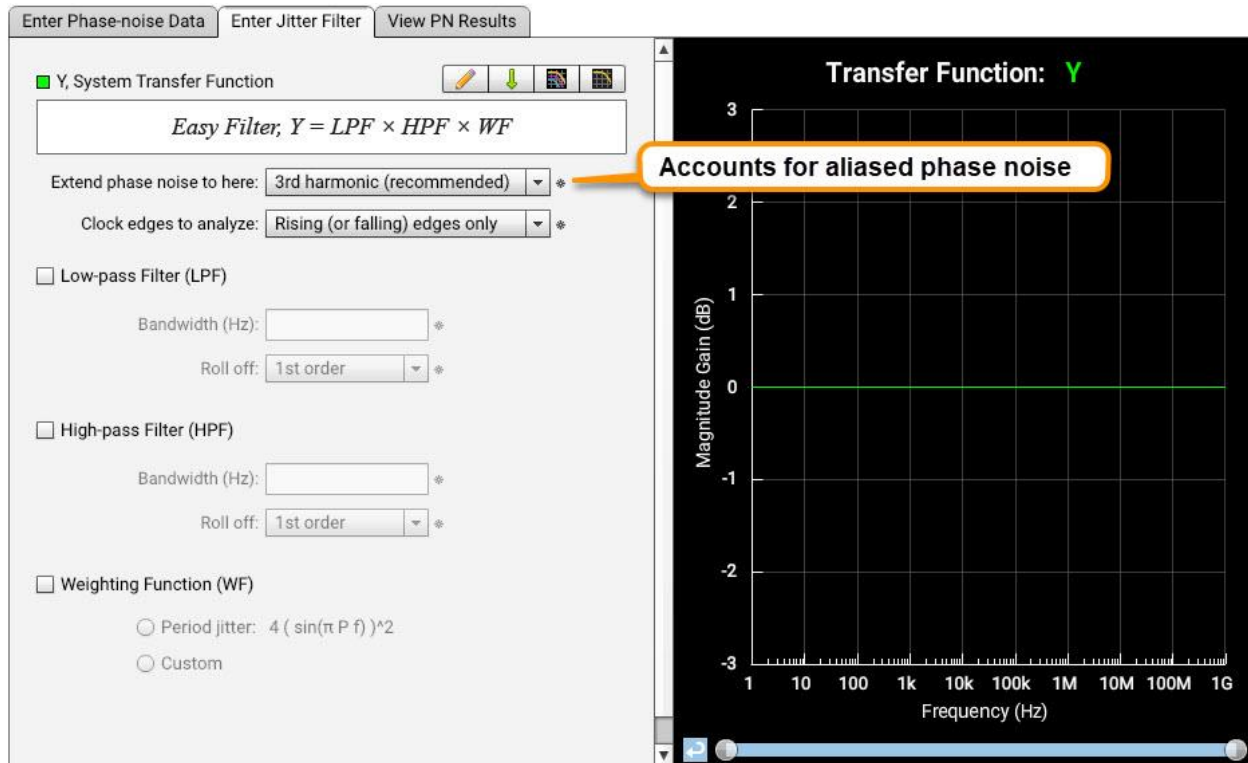 Enter Phase-noise Data
Enter Jitter Filter
View PN Results
Y, System Transfer Function
Easy Filter, Y = LPF × HPF × WF
Extend phase noise to here: 3rd harmonic (recommended) *
Clock edges to analyze: Rising (or falling) edges only *
Low-pass Filter (LPF)
Bandwidth (Hz): *
Roll off: 1st order *
High-pass Filter (HPF)
Bandwidth (Hz): *
Roll off: 1st order *
Weighting Function (WF)
Period jitter: 4 ( sin(π P f) )^2
Custom
Accounts for aliased phase noise
Transfer Function: Y
Magnitude Gain (dB)
3
2
1
0
-1
-2
-3
1 10 100 1k 10k 100k 1M 10M 100M 1G
Frequency (Hz)